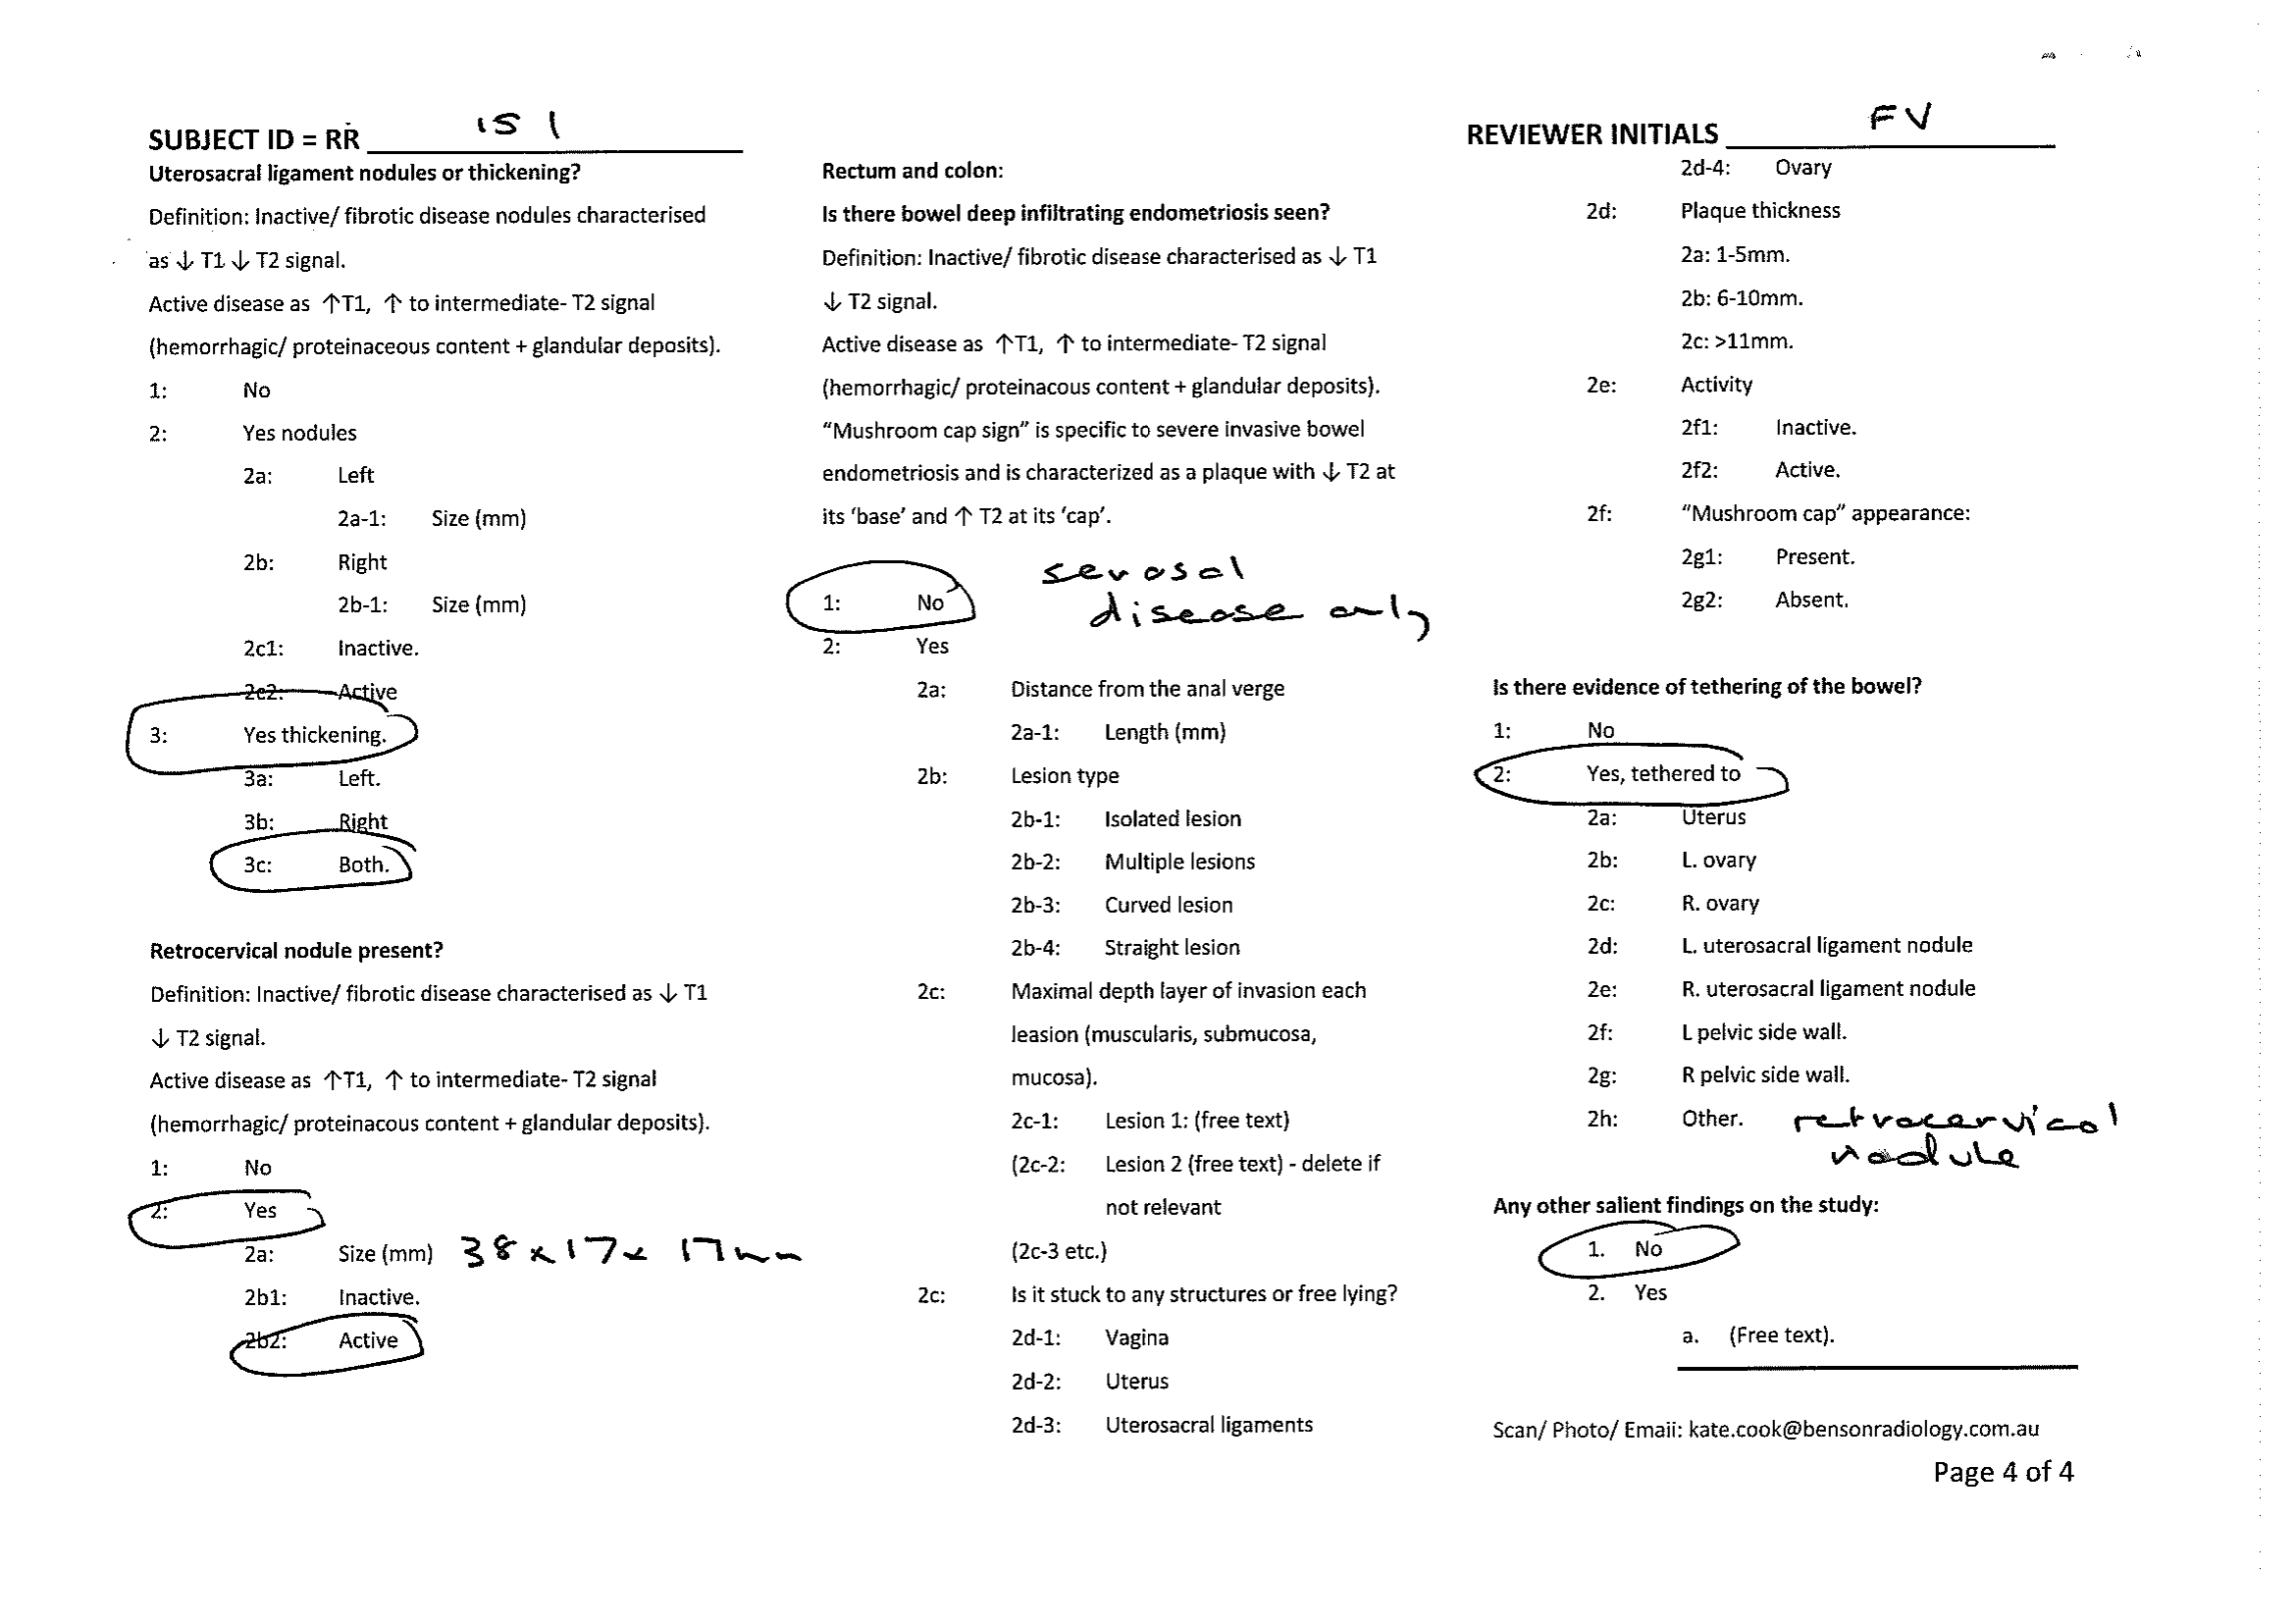 SUBJECT ID = RR 151
REVIEWER INITIALS FV
Uterosacral ligament nodules or thickening?
Definition: Inactive/ fibrotic disease nodules characterised
as ↓ T1 ↓ T2 signal.
Active disease as ↑T1, ↑ to intermediate- T2 signal
(hemorrhagic/ proteinaceous content + glandular deposits).
1: No
2: Yes nodules
2a: Left
2a-1: Size (mm)
2b: Right
2b-1: Size (mm)
2c1: Inactive.
2c2: Active
3: Yes thickening.
3a: Left.
3b: Right
3c: Both.
Retrocervical nodule present?
Definition: Inactive/ fibrotic disease characterised as ↓ T1
↓ T2 signal.
Active disease as ↑T1, ↑ to intermediate- T2 signal
(hemorrhagic/ proteinacous content + glandular deposits).
1: No
2: Yes
2a: Size (mm) 38 x 17 x 17mm
2b1: Inactive.
2b2: Active
Rectum and colon:
Is there bowel deep infiltrating endometriosis seen?
Definition: Inactive/ fibrotic disease characterised as ↓ T1
↓ T2 signal.
Active disease as ↑T1, ↑ to intermediate- T2 signal
(hemorrhagic/ proteinacous content + glandular deposits).
“Mushroom cap sign” is specific to severe invasive bowel
endometriosis and is characterized as a plaque with ↓ T2 at
its ‘base’ and ↑ T2 at its ‘cap’.
serosal
1: No disease only
2: Yes
2a: Distance from the anal verge
2a-1: Length (mm)
2b: Lesion type
2b-1: Isolated lesion
2b-2: Multiple lesions
2b-3: Curved lesion
2b-4: Straight lesion
2c: Maximal depth layer of invasion each
leasion (muscularis, submucosa,
mucosa).
2c-1: Lesion 1: (free text)
(2c-2: Lesion 2 (free text) - delete if
not relevant
(2c-3 etc.)
2c: Is it stuck to any structures or free lying?
2d-1: Vagina
2d-2: Uterus
2d-3: Uterosacral ligaments
2d-4: Ovary
2d: Plaque thickness
2a: 1-5mm.
2b: 6-10mm.
2c: >11mm.
2e: Activity
2f1: Inactive.
2f2: Active.
2f: “Mushroom cap” appearance:
2g1: Present.
2g2: Absent.
Is there evidence of tethering of the bowel?
1: No
2: Yes, tethered to
2a: Uterus
2b: L. ovary
2c: R. ovary
2d: L. uterosacral ligament nodule
2e: R. uterosacral ligament nodule
2f: L pelvic side wall.
2g: R pelvic side wall.
2h: Other. retrocervical
nodule
Any other salient findings on the study:
1. No
2. Yes
a. (Free text).
Scan/ Photo/ Email: kate.cook@bensonradiology.com.au
Page 4 of 4